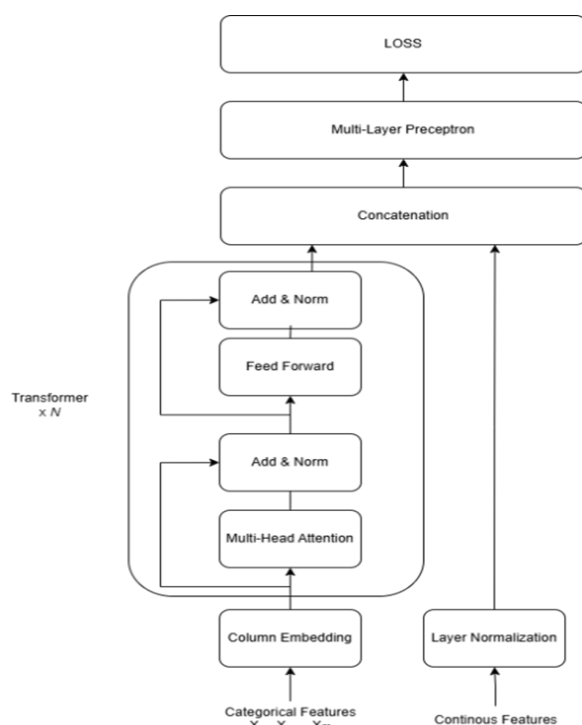 LOSS
Multi-Layer Preceptron
Concatenation
Add & Norm
Feed Forward
Transformer
x N
Add & Norm
Multi-Head Attention
Column Embedding
Layer Normalization
Categorical Features
Continous Features